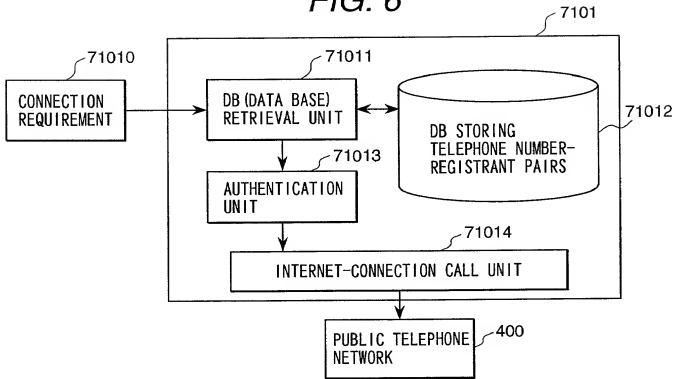 FIG. 6
7101
71010
71011
CONNECTION
REQUIREMENT
DB(DATA BASE)
RETRIEVAL UNIT
71012
DB STORING
TELEPHONE NUMBER-
REGISTRANT PAIRS
71013
AUTHENTICATION
UNIT
71014
INTERNET-CONNECTION CALL UNIT
PUBLIC TELEPHONE
NETWORK
400